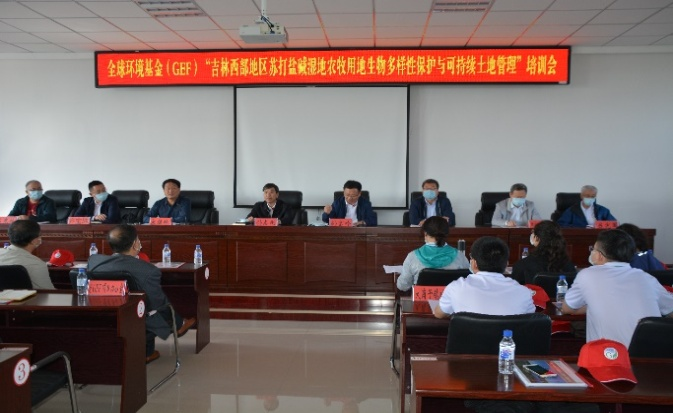 全球环境基金（GEF）“吉林西部地区苏打盐碱湿地农牧用地生物多样性保护与可持续土地管理”培训会
3